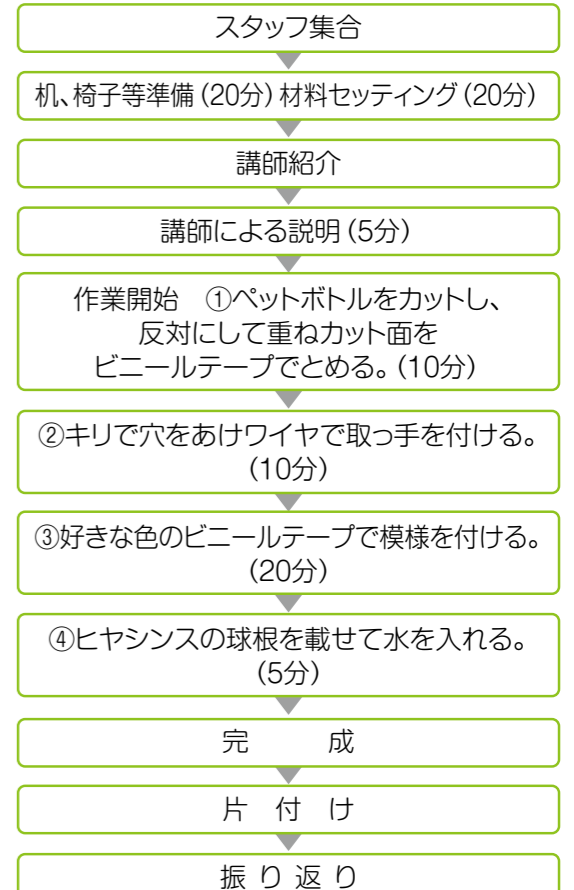 スタッフ集合
机、椅子等準備(20分)材料セッティング(20分)
講師紹介
講師による説明(5分)
作業開始　①ペットボトルをカットし、
反対にして重ねカット面を
ビニールテープでとめる。(10分)
②キリで穴をあけワイヤで取っ手を付ける。
(10分)
③好きな色のビニールテープで模様を付ける。
(20分)
④ヒヤシンスの球根を載せて水を入れる。
(5分)
完　　　成
片　付　け
振 り 返 り